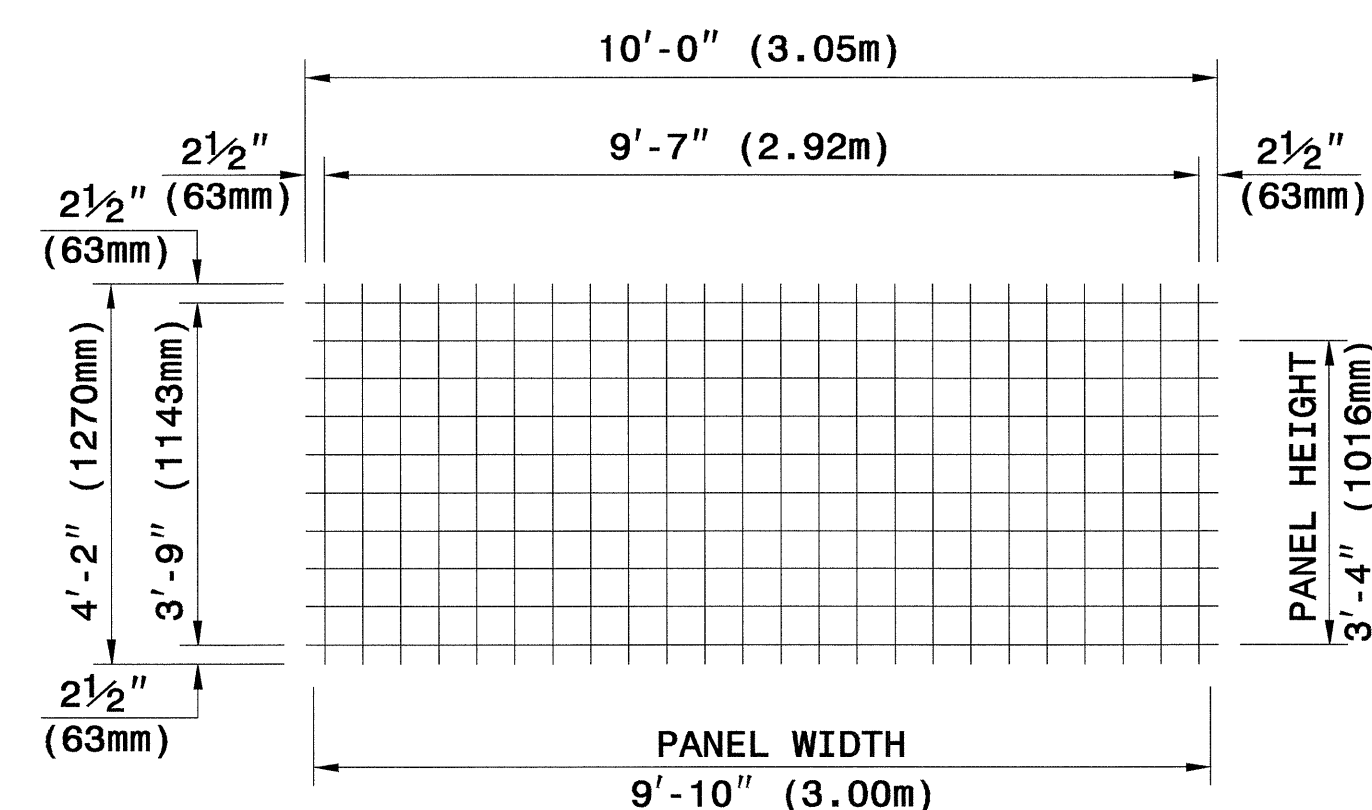 10'-0" (3.05m)
9'-7" (2.92m)
2½"
(63mm)
2½"
(63mm)
2½"
(63mm)
4'-2" (1270mm)
3'-9" (1143mm)
PANEL HEIGHT
3'-4" (1016mm)
2½"
(63mm)
PANEL WIDTH
9'-10" (3.00m)